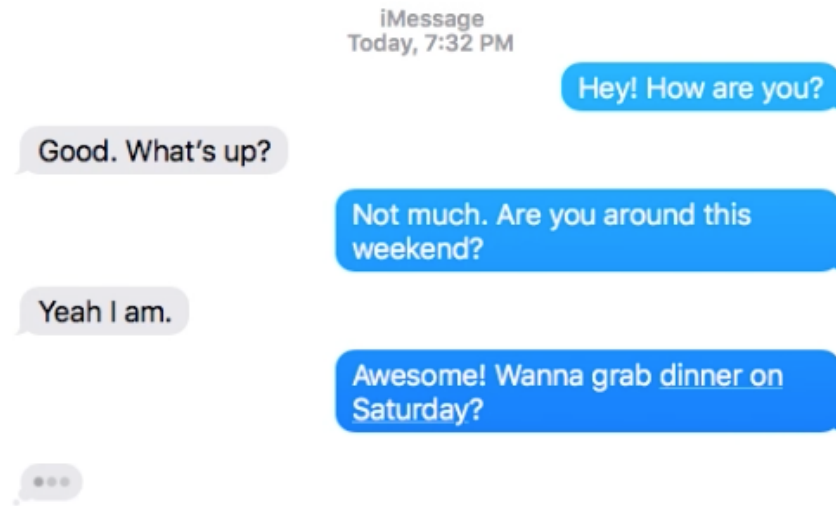 iMessage
Today, 7:32 PM
Hey! How are you?
Good. What's up?
Not much. Are you around this
weekend?
Yeah I am.
Awesome! Wanna grab dinner on
Saturday?